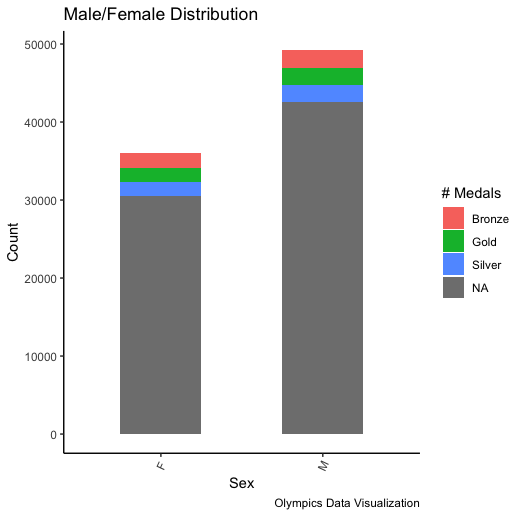 Male/Female Distribution
50000
40000
30000
20000
10000
0
Count
F
M
Sex
# Medals
Bronze
Gold
Silver
NA
Olympics Data Visualization